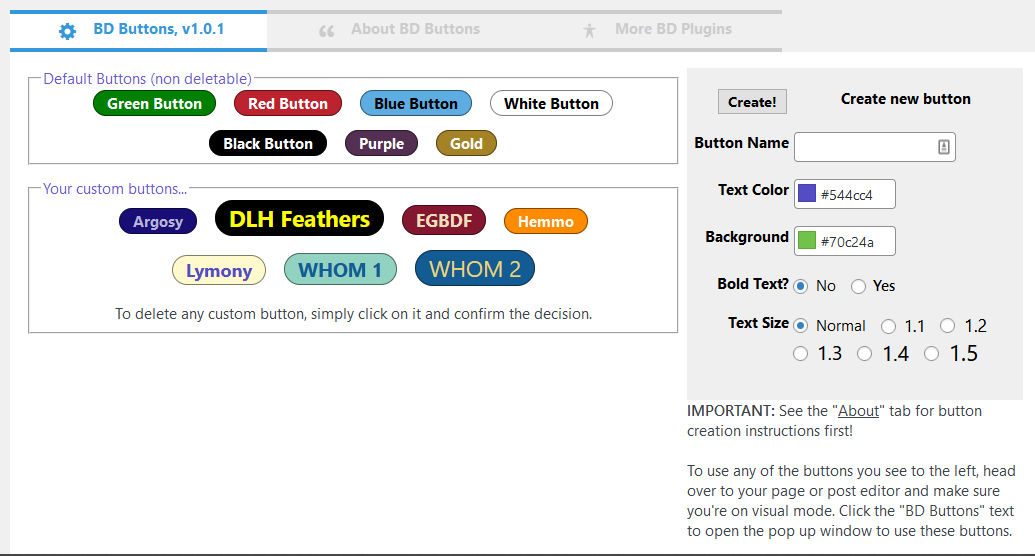 BD Buttons, v1.0.1
About BD Buttons
More BD Plugins
Default Buttons (non deletable)
Green Button
Red Button
Blue Button
White Button
Black Button
Purple
Gold
Your custom buttons...
Argosy
DLH Feathers
EGBDF
Hemmo
Lymony
WHOM 1
WHOM 2
To delete any custom button, simply click on it and confirm the decision.
Create!
Create new button
Button Name
Text Color
#544cc4
Background
#70c24a
Bold Text?
No
Yes
Text Size
Normal
1.1
1.2
1.3
1.4
1.5
IMPORTANT: See the "About" tab for button
creation instructions first!
To use any of the buttons you see to the left, head
over to your page or post editor and make sure
you're on visual mode. Click the "BD Buttons" text
to open the pop up window to use these buttons.